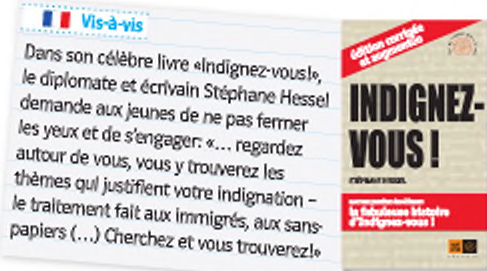 Vis-à-vis
Dans son célèbre livre «Indignez-vous!»,
le diplomate et écrivain Stéphane Hessel
demande aux jeunes de ne pas fermer
les yeux et de s'engager: «... regardez
autour de vous, vous y trouverez les
thèmes qui justifient votre indignation –
le traitement fait aux immigrés, aux sans-
papiers (...) Cherchez et vous trouverez!»
édition corrigée
et augmentée
INDIGNEZ-
VOUS !
STÉPHANE HESSEL
la fabuleuse histoire
d'Indignez-vous !